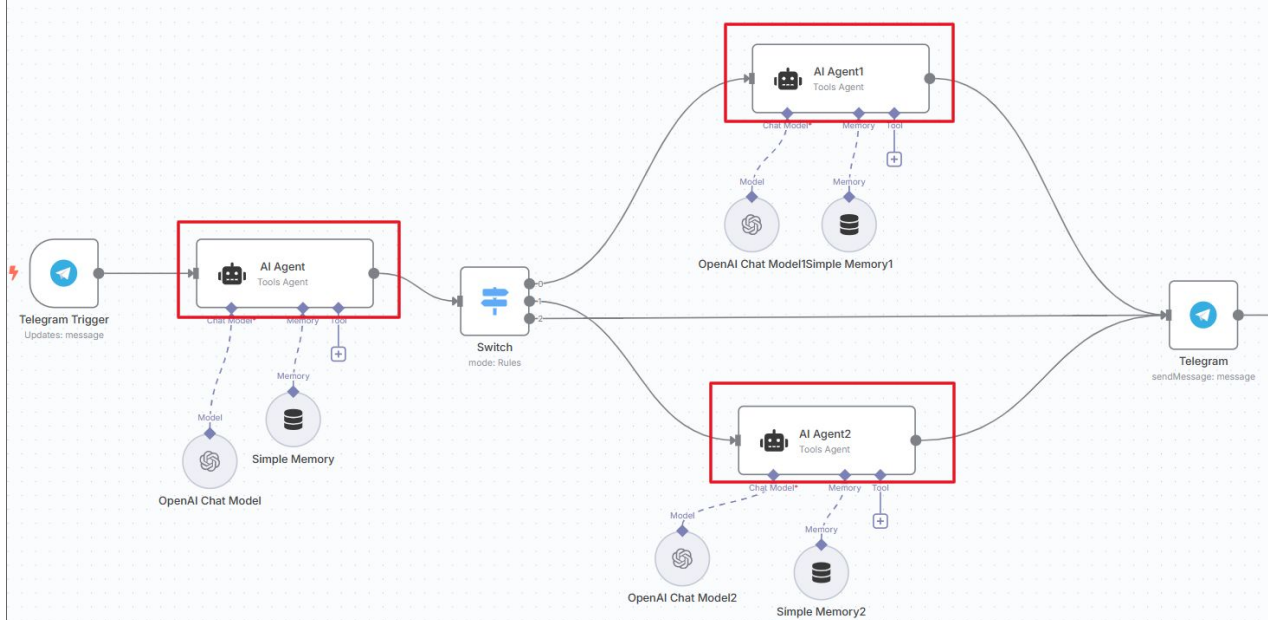 AI Agent1
Tools Agent
Chat Model*
Memory
Tool
Model
Memory
OpenAI Chat Model1
Simple Memory1
Telegram Trigger
Updates: message
AI Agent
Tools Agent
Chat Model*
Memory
Tool
Memory
Model
Simple Memory
OpenAI Chat Model
0
1
2
Switch
mode: Rules
Telegram
sendMessage: message
AI Agent2
Tools Agent
Chat Model*
Memory
Tool
Model
Memory
OpenAI Chat Model2
Simple Memory2